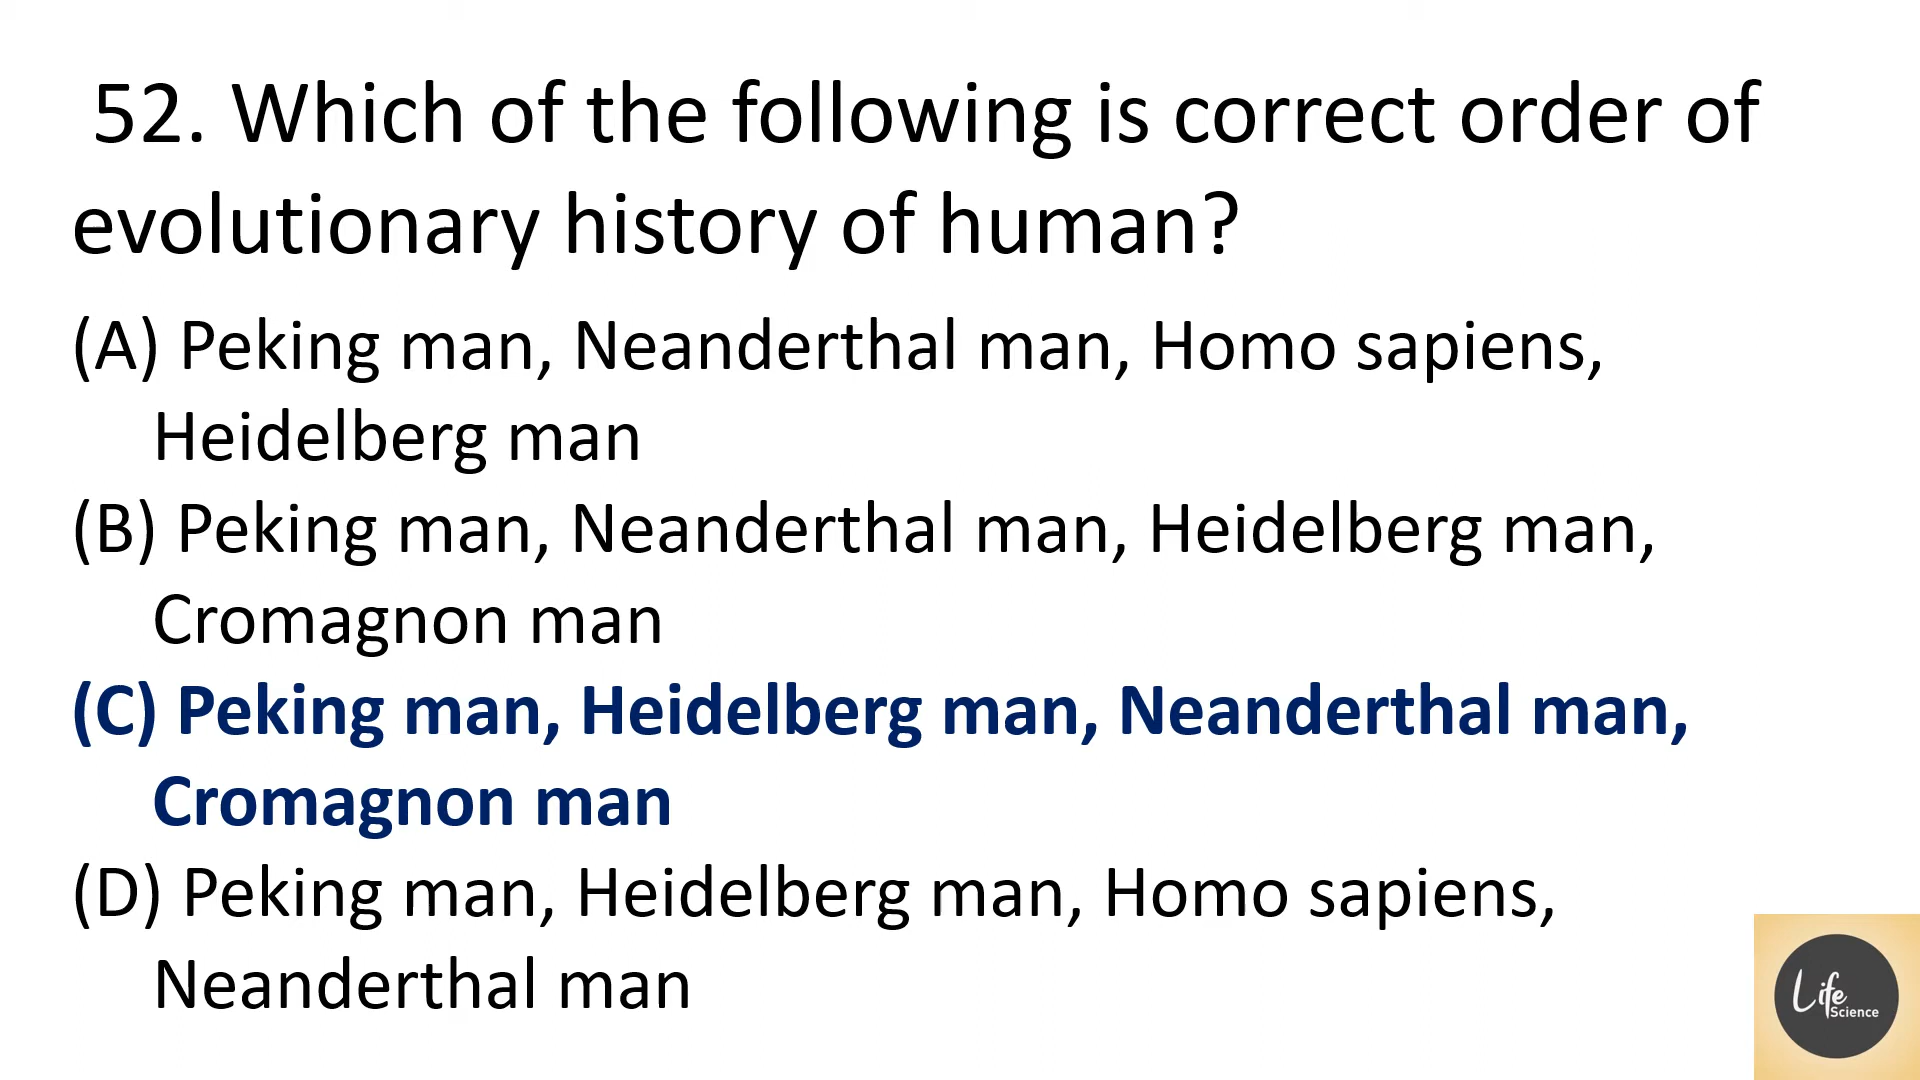 52. Which of the following is correct order of
evolutionary history of human?
(A) Peking man, Neanderthal man, Homo sapiens,
Heidelberg man
(B) Peking man, Neanderthal man, Heidelberg man,
Cromagnon man
(C) Peking man, Heidelberg man, Neanderthal man,
Cromagnon man
(D) Peking man, Heidelberg man, Homo sapiens,
Neanderthal man
Life
Science